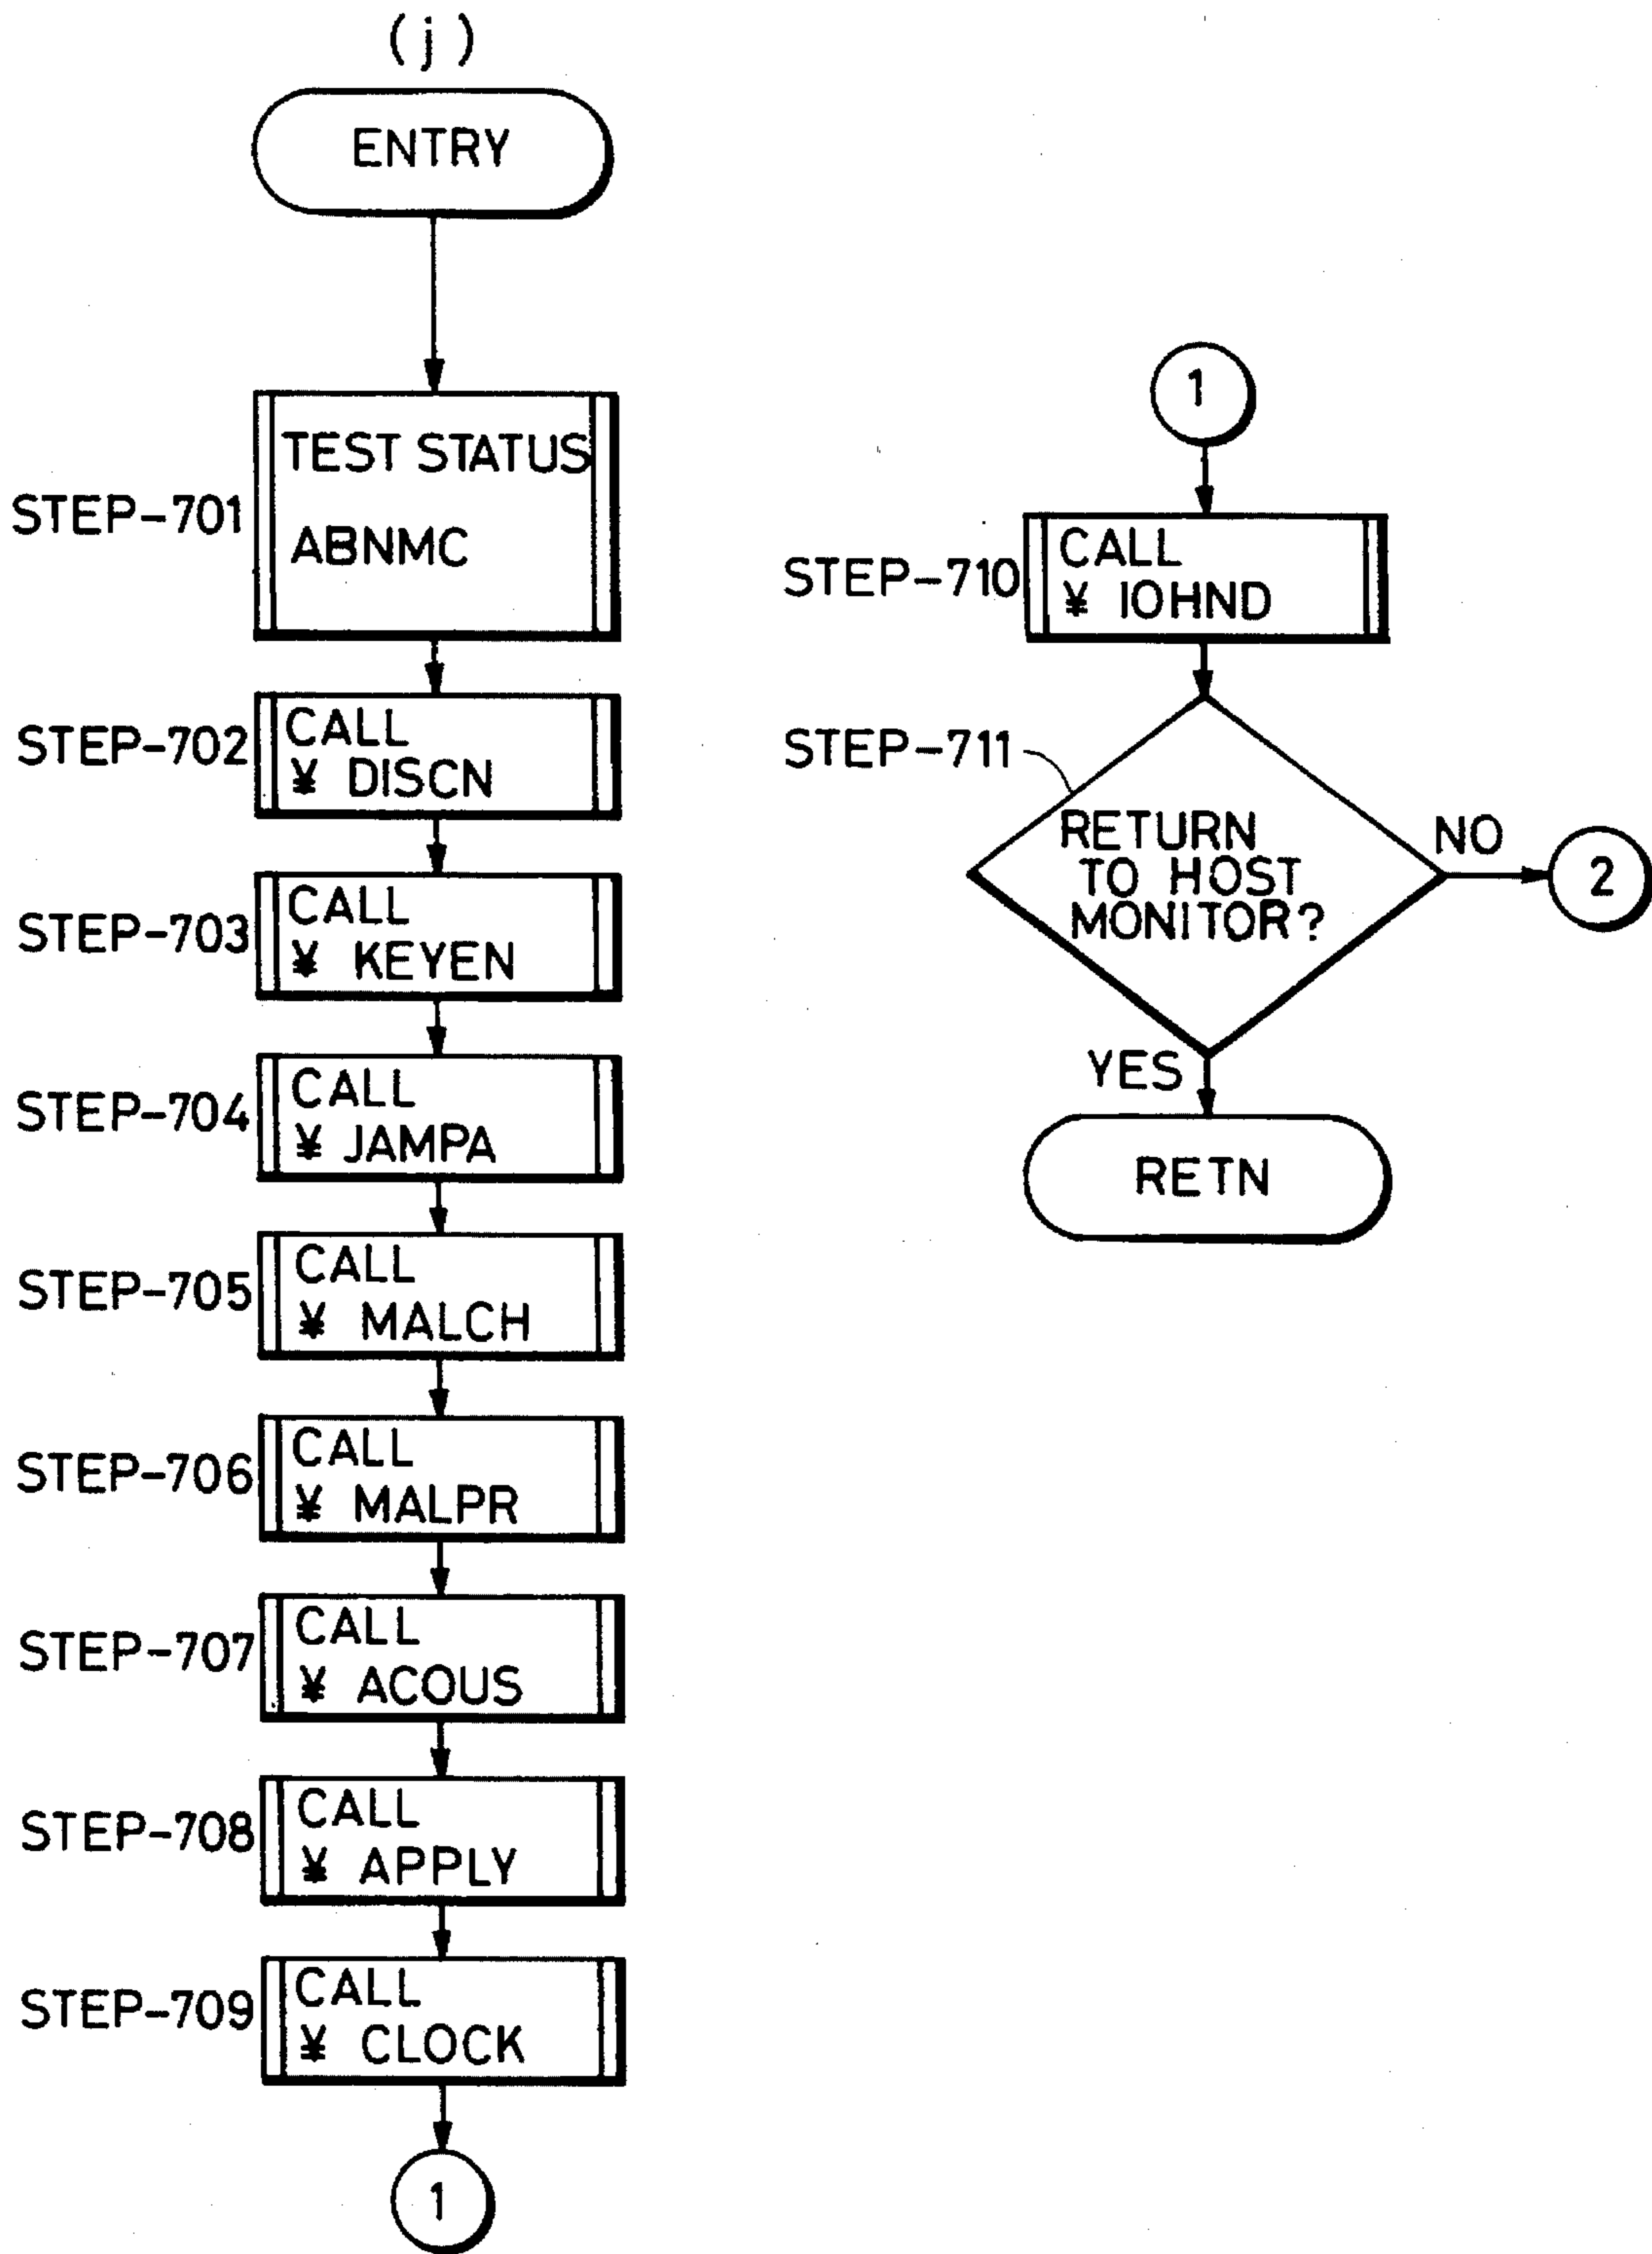 (j)
ENTRY
STEP-701
TEST STATUS
ABNMC
STEP-702
CALL
¥ DISCN
STEP-703
CALL
¥ KEYEN
STEP-704
CALL
¥ JAMPA
STEP-705
CALL
¥ MALCH
STEP-706
CALL
¥ MALPR
STEP-707
CALL
¥ ACOUS
STEP-708
CALL
¥ APPLY
STEP-709
CALL
¥ CLOCK
1
1
STEP-710
CALL
¥ IOHND
STEP-711
RETURN
TO HOST
MONITOR?
NO
2
YES
RETN